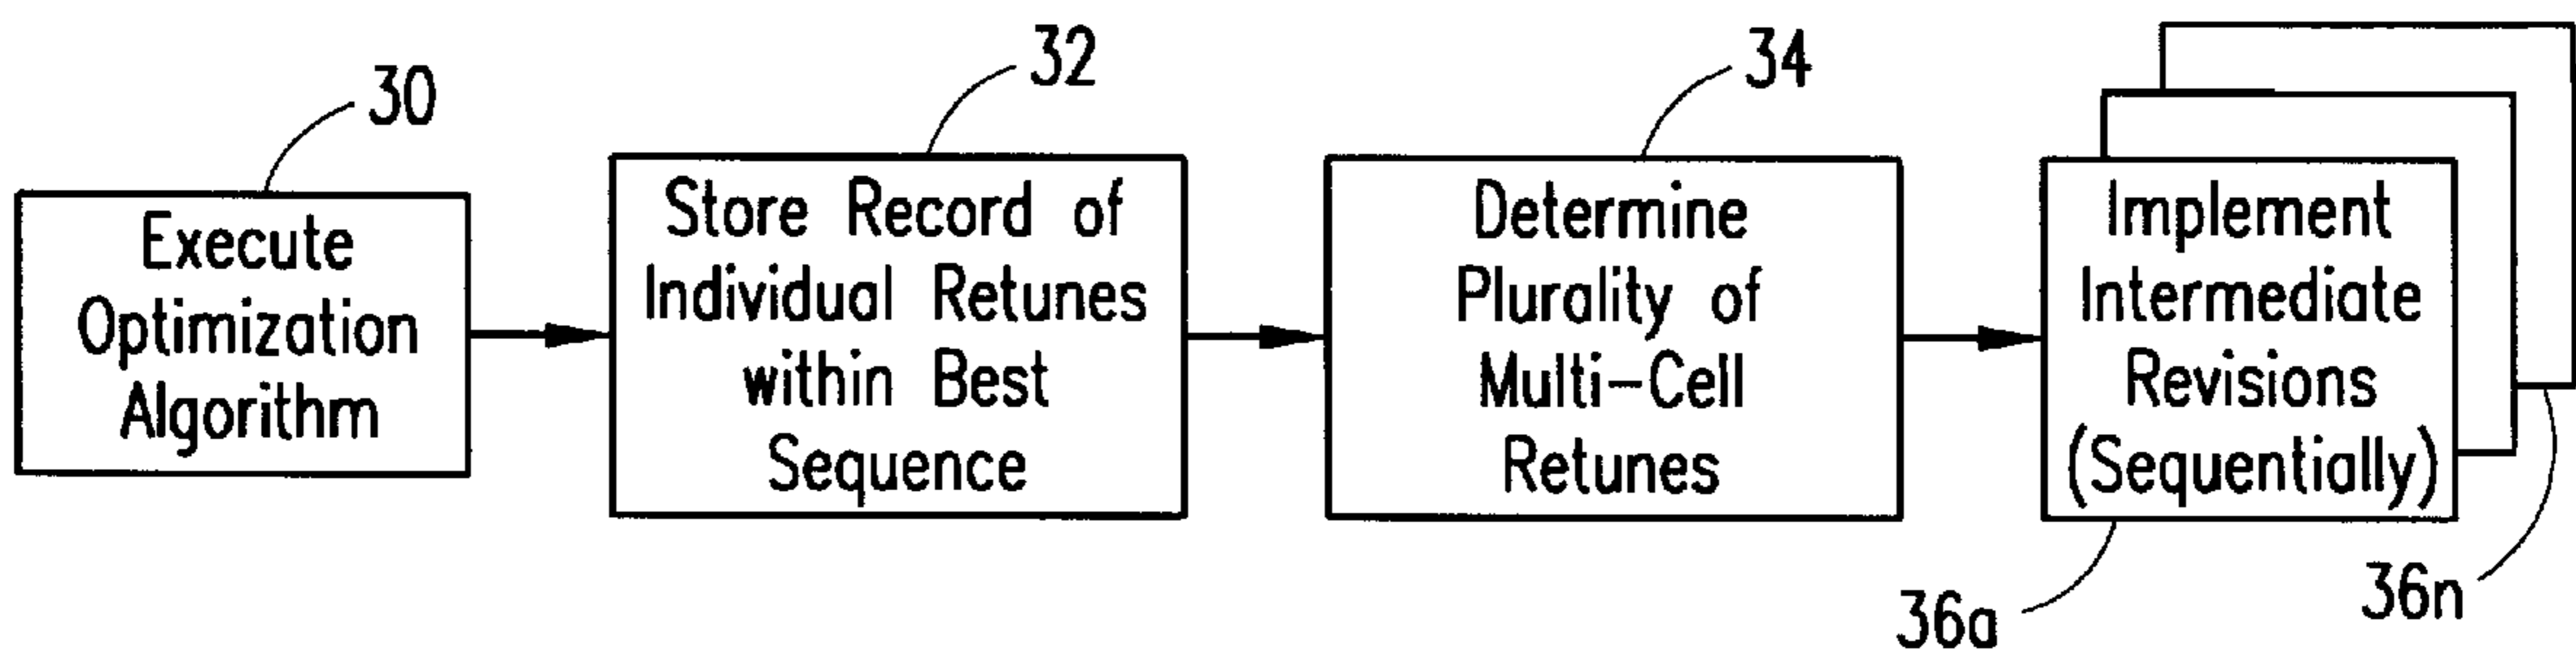 30
Execute
Optimization
Algorithm
32
Store Record of
Individual Retunes
within Best
Sequence
34
Determine
Plurality of
Multi-Cell
Retunes
Implement
Intermediate
Revisions
(Sequentially)
36a
36n